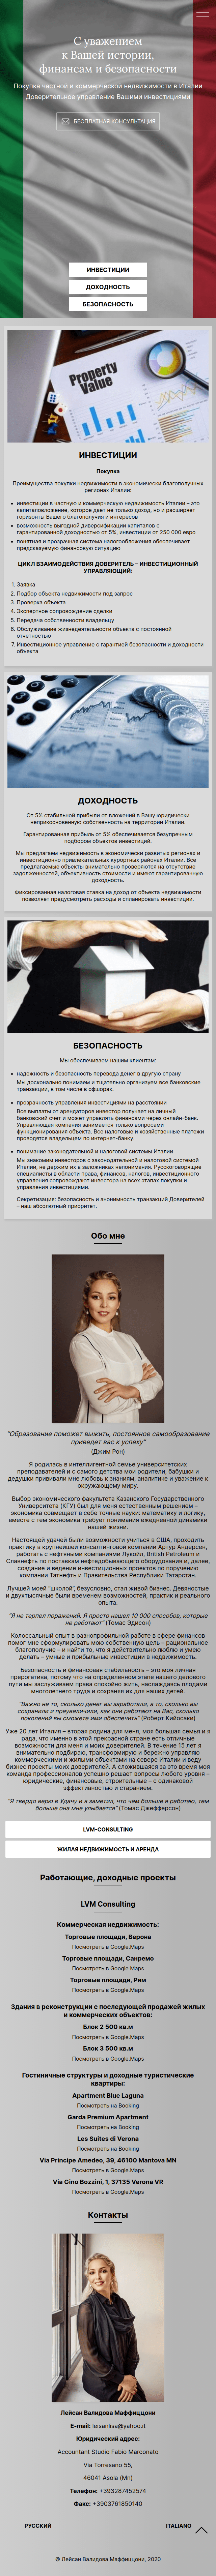 С уважением
к Вашей истории,
финансам и безопасности
Покупка частной и коммерческой недвижимости в Италии
Доверительное управление Вашими инвестициями
БЕСПЛАТНАЯ КОНСУЛЬТАЦИЯ
ИНВЕСТИЦИИ
ДОХОДНОСТЬ
БЕЗОПАСНОСТЬ
PROPERTY VALUE
ИНВЕСТИЦИИ
Покупка
Преимущества покупки недвижимости в экономически благополучных
регионах Италии:
• инвестиции в частную и коммерческую недвижимость Италии – это
капиталовложение, которое дает не только доход, но и расширяет
горизонты Вашего благополучия и интересов
• возможность выгодной диверсификации капиталов с
гарантированной доходностью от 5%, инвестиции от 250 000 евро
• понятная и прозрачная система налогообложения обеспечивает
предсказуемую финансовую ситуацию
ЦИКЛ ВЗАИМОДЕЙСТВИЯ ДОВЕРИТЕЛЬ – ИНВЕСТИЦИОННЫЙ
УПРАВЛЯЮЩИЙ:
1. Заявка
2. Подбор объекта недвижимости под запрос
3. Проверка объекта
4. Экспертное сопровождение сделки
5. Передача собственности владельцу
6. Обслуживание жизнедеятельности объекта с постоянной
отчетностью
7. Инвестиционное управление с гарантией безопасности и доходности
объекта
ДОХОДНОСТЬ
От 5% стабильной прибыли от вложений в Вашу юридически
неприкосновенную собственность на территории Италии.
Гарантированная прибыль от 5% обеспечивается безупречным
подбором объектов инвестиций.
Мы предлагаем недвижимость в экономически развитых регионах и
инвестиционно привлекательных курортных районах Италии. Все
предлагаемые объекты внимательно проверяются на отсутствие
задолженностей, объективность стоимости и имеют гарантированную
доходность.
Фиксированная налоговая ставка на доход от объекта недвижимости
позволяет предусмотреть расходы и спланировать инвестиции.
БЕЗОПАСНОСТЬ
Мы обеспечиваем нашим клиентам:
• надежность и безопасность перевода денег в другую страну
Мы досконально понимаем и тщательно организуем все банковские
транзакции, в том числе в офшорах.
• прозрачность управления инвестициями на расстоянии
Все выплаты от арендаторов инвестор получает на личный
банковский счет и может управлять финансами через онлайн-банк.
Управляющая компания занимается только вопросами
функционирования объекта. Все налоговые и хозяйственные платежи
проводятся владельцем по интернет-банку.
• понимание законодательной и налоговой системы Италии
Мы знакомим инвесторов с законодательной и налоговой системой
Италии, не держим их в заложниках непонимания. Русскоговорящие
специалисты в области права, финансов, налогов, инвестиционного
управления сопровождают инвестора на всех этапах покупки и
управления инвестициями.
Секретизация: безопасность и анонимность транзакций Доверителей
– наш абсолютный приоритет.
Обо мне
"Образование поможет выжить, постоянное самообразование
приведет вас к успеху"
(Джим Рон)
Я родилась в интеллигентной семье университетских
преподавателей и с самого детства мои родители, бабушки и
дедушки прививали мне любовь к знаниям, аналитике и уважение к
окружающему миру.
Выбор экономического факультета Казанского Государственного
Университета (КГУ) был для меня естественным решением –
экономика совмещает в себе точные науки: математику и логику,
вместе с тем экономика требует понимания ежедневной динамики
нашей жизни.
Настоящей удачей были возможности учиться в США, проходить
практику в крупнейшей консалтинговой компании Артур Андерсон,
работать с нефтяными компаниями Лукойл, British Petroleum и
Славнефть по поставкам нефтедобывающего оборудования и, далее,
создание и ведение инвестиционных проектов по поручению
компании Татнефть и Правительства Республики Татарстан.
Лучшей моей "школой", безусловно, стал живой бизнес. Девяностые
и двухтысячные были временем возможностей, практик и реального
опыта.
"Я не терпел поражений. Я просто нашел 10 000 способов, которые
не работают" (Томас Эдисон)
Колоссальный опыт в разнопрофильной работе в сфере финансов
помог мне сформулировать мою собственную цель – рациональное
благополучие – и найти то, что я действительно люблю и умею
делать – умные и прибыльные инвестиции в недвижимость.
Безопасность и финансовая стабильность – это моя личная
прерогатива, потому что на определенном этапе нашего делового
пути мы заслуживаем права спокойно жить, наслаждаясь плодами
многолетнего труда и сохраняя их для наших детей.
"Важно не то, сколько денег вы заработали, а то, сколько вы
сохранили и приумножили, как они работают на Вас, сколько
поколений вы сможете ими обеспечить" (Роберт Кийосаки)
Уже 20 лет Италия – вторая родина для меня, моя большая семья и я
рада, что именно в этой прекрасной стране есть отличные
возможности для меня и моих доверителей. В течение 15 лет я
внимательно подбираю, трансформирую и бережно управляю
коммерческими и жилыми объектами на севере Италии и веду
бизнес проекты моих доверителей. А сложившаяся за это время моя
команда профессионалов успешно решает вопросы любого уровня –
юридические, финансовые, строительные – с одинаковой
эффективностью и старанием.
"Я твердо верю в Удачу и я заметил, что чем больше я работаю, тем
больше она мне улыбается" (Томас Джефферсон)
LVM-CONSULTING
ЖИЛАЯ НЕДВИЖИМОСТЬ И АРЕНДА
Работающие, доходные проекты
LVM Consulting
Коммерческая недвижимость:
Торговые площади, Верона
Посмотреть в Google.Maps
Торговые площади, Санремо
Посмотреть в Google.Maps
Торговые площади, Рим
Посмотреть в Google.Maps
Здания в реконструкции с последующей продажей жилых
и коммерческих объектов:
Блок 2 500 кв.м
Посмотреть в Google.Maps
Блок 3 500 кв.м
Посмотреть в Google.Maps
Гостиничные структуры и доходные туристические
квартиры:
Apartment Blue Laguna
Посмотреть на Booking
Garda Premium Apartment
Посмотреть на Booking
Les Suites di Verona
Посмотреть на Booking
Via Principe Amedeo, 39, 46100 Mantova MN
Посмотреть в Google.Maps
Via Gino Bozzini, 1, 37135 Verona VR
Посмотреть в Google.Maps
Контакты
Лейсан Валидова Маффиццони
E-mail: leisanlisa@yahoo.it
Юридический адрес:
Accountant Studio Fabio Marconato
Via Torresano 55,
46041 Asola (Mn)
Телефон: +393287452574
Факс: +3903761850140
РУССКИЙ
ITALIANO
© Лейсан Валидова Маффиццони, 2020